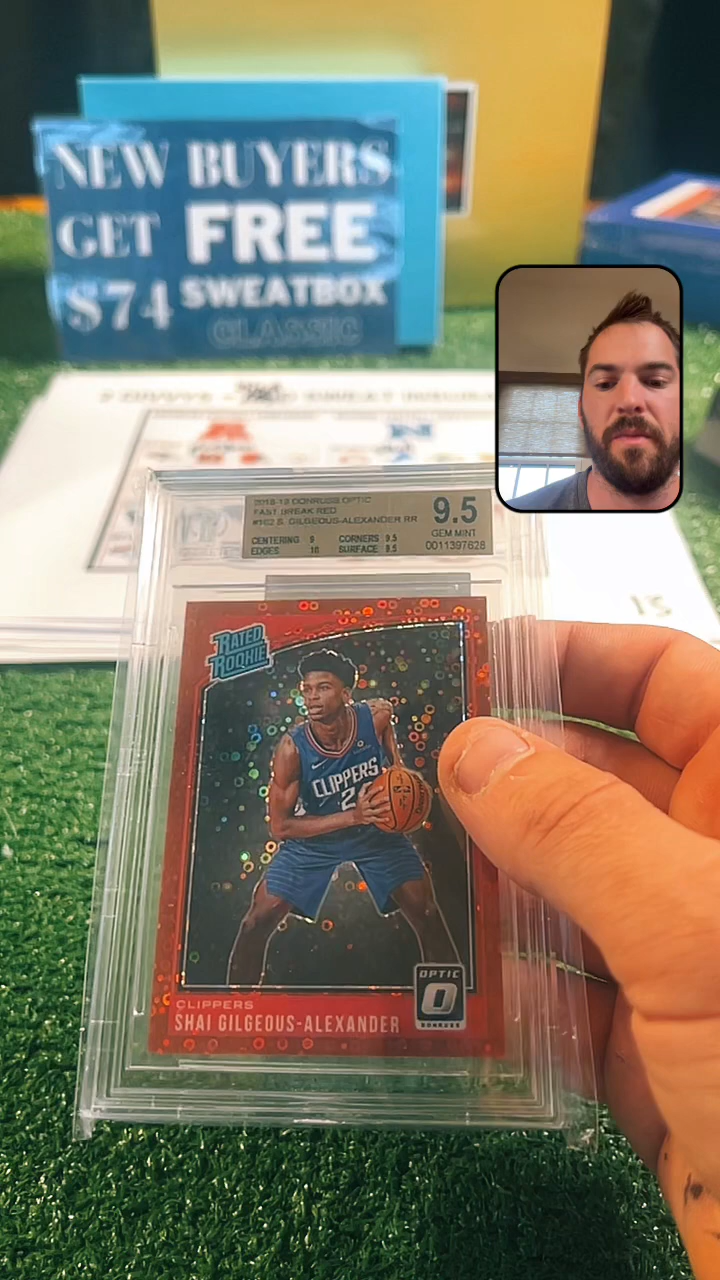 NEW BUYERS
GET FREE
$74 SWEATBOX
CLASSIC
2018-19 DONRUSS OPTIC
FAST BREAK RED
#162 S. GILGEOUS-ALEXANDER RR
CENTERING 9 CORNERS 9.5
EDGES 10 SURFACE 9.5
9.5
GEM MINT
0011397628
RATED
ROOKIE
CLIPPERS
2
CLIPPERS
SHAI GILGEOUS-ALEXANDER
OPTIC
DONRUSS
15